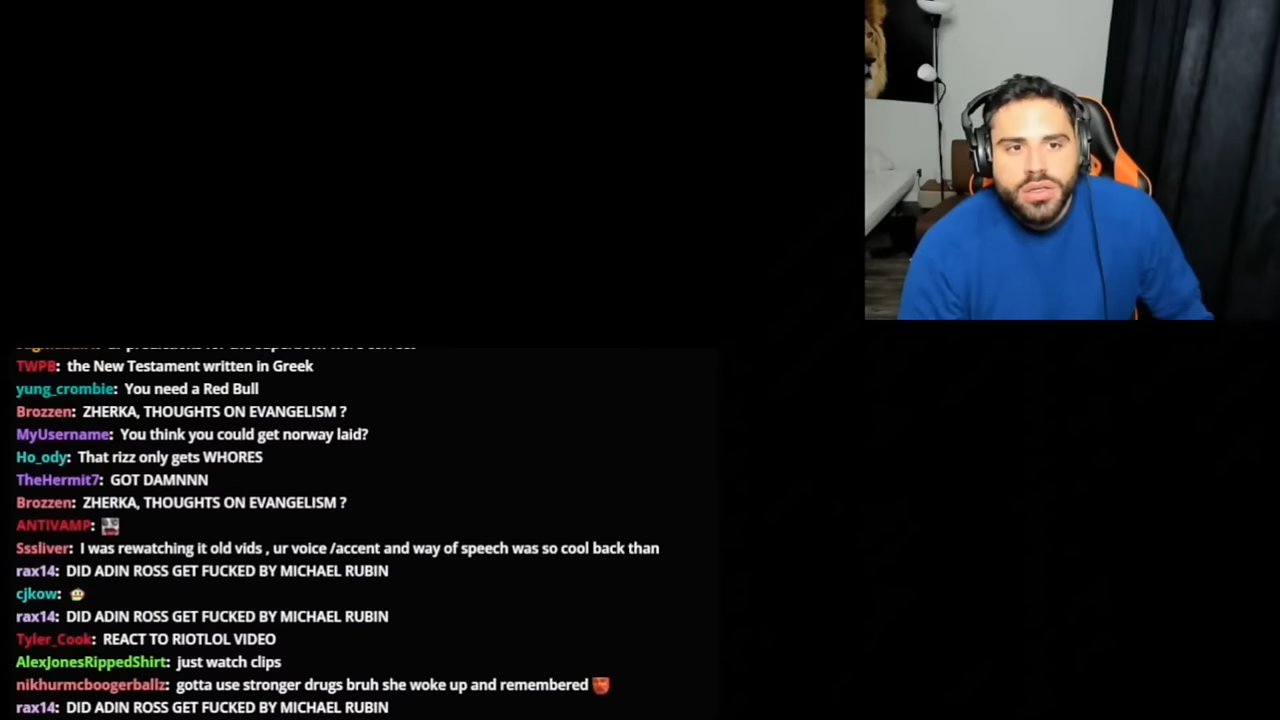 TWPB: the New Testament written in Greek
yung_crombie: You need a Red Bull
Brozzen: ZHERKA, THOUGHTS ON EVANGELISM ?
MyUsername: You think you could get norway laid?
Ho_ody: That rizz only gets WHORES
TheHermit7: GOT DAMNNN
Brozzen: ZHERKA, THOUGHTS ON EVANGELISM ?
ANTIVAMP:
Sssliver: I was rewatching it old vids , ur voice /accent and way of speech was so cool back than
rax14: DID ADIN ROSS GET FUCKED BY MICHAEL RUBIN
cjkow:
rax14: DID ADIN ROSS GET FUCKED BY MICHAEL RUBIN
Tyler_Cook: REACT TO RIOTLOL VIDEO
AlexJonesRippedShirt: just watch clips
nikhurmcboogerballz: gotta use stronger drugs bruh she woke up and remembered
rax14: DID ADIN ROSS GET FUCKED BY MICHAEL RUBIN